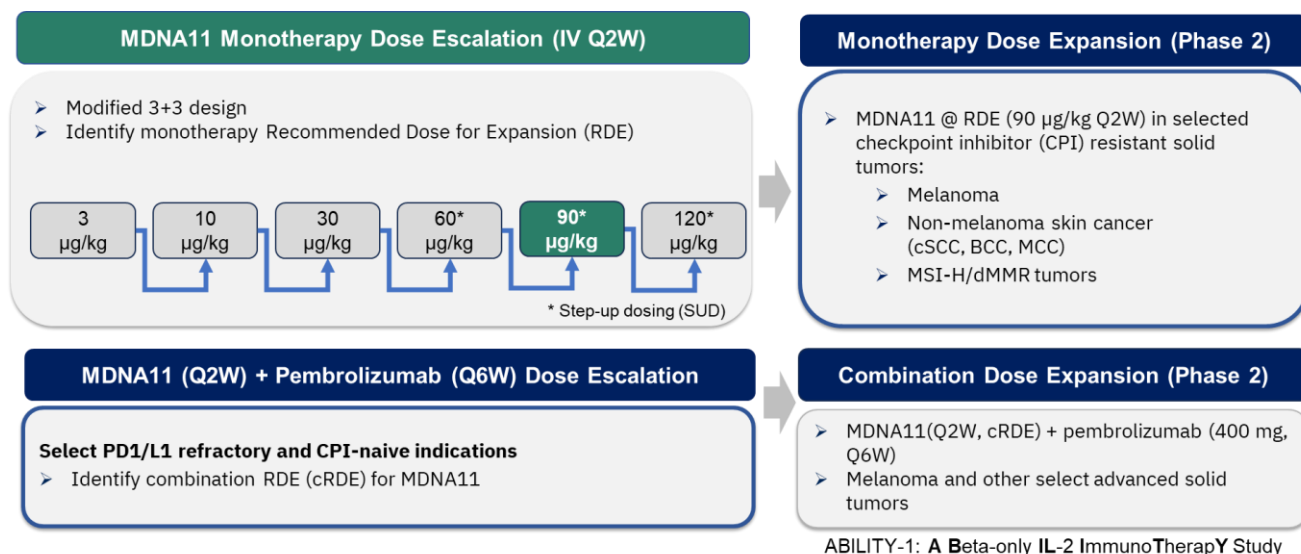 MDNA11 Monotherapy Dose Escalation (IV Q2W)
➢ Modified 3+3 design
➢ Identify monotherapy Recommended Dose for Expansion (RDE)
3
µg/kg
10
µg/kg
30
µg/kg
60*
µg/kg
90*
µg/kg
120*
µg/kg
* Step-up dosing (SUD)
Monotherapy Dose Expansion (Phase 2)
➢ MDNA11 @ RDE (90 µg/kg Q2W) in selected
checkpoint inhibitor (CPI) resistant solid
tumors:
➢ Melanoma
➢ Non-melanoma skin cancer
(cSCC, BCC, MCC)
➢ MSI-H/dMMR tumors
MDNA11 (Q2W) + Pembrolizumab (Q6W) Dose Escalation
Select PD1/L1 refractory and CPI-naive indications
➢ Identify combination RDE (cRDE) for MDNA11
Combination Dose Expansion (Phase 2)
➢ MDNA11(Q2W, cRDE) + pembrolizumab (400 mg,
Q6W)
➢ Melanoma and other select advanced solid
tumors
ABILITY-1: A Beta-only IL-2 ImmunoTherapY Study